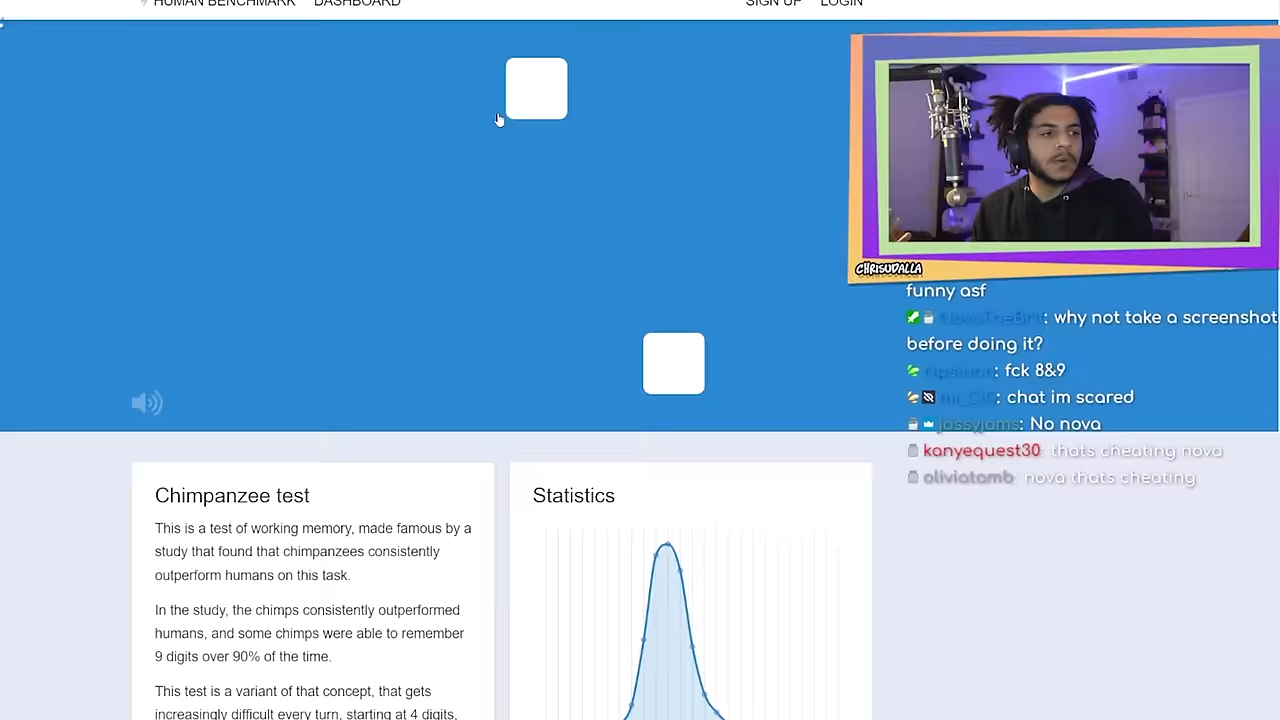 HUMAN BENCHMARK DASHBOARD SIGN UP LOGIN
CHRISUDALLA
funny asf
: why not take a screenshot
before doing it?
: fck 8&9
: chat im scared
jassyjams: No nova
kanyequest30 thats cheating nova
oliviatamb nova thats cheating
Chimpanzee test
This is a test of working memory, made famous by a
study that found that chimpanzees consistently
outperform humans on this task.
In the study, the chimps consistently outperformed
humans, and some chimps were able to remember
9 digits over 90% of the time.
This test is a variant of that concept, that gets
increasingly difficult every turn, starting at 4 digits,
Statistics